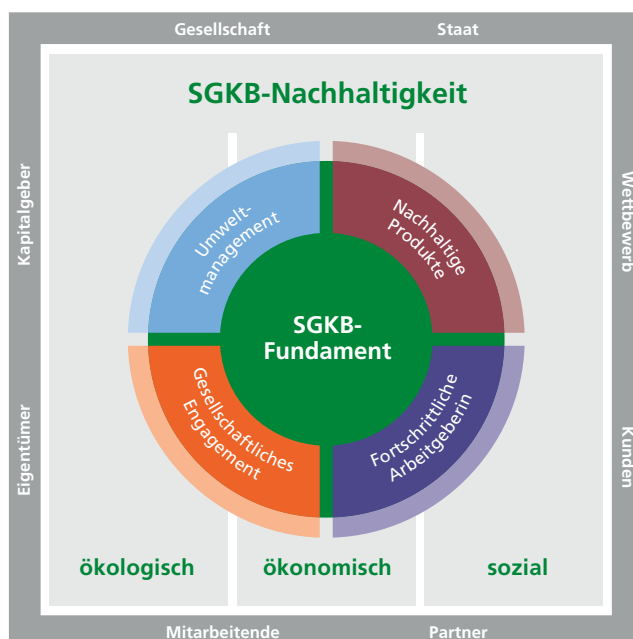 Gesellschaft
Staat
SGKB-Nachhaltigkeit
Kapitalgeber
Wettbewerb
Umwelt-
management
Nachhaltige
Produkte
SGKB-
Fundament
Eigentümer
Kunden
Gesellschaftliches
Engagement
Fortschrittliche
Arbeitgeberin
ökologisch
ökonomisch
sozial
Mitarbeitende
Partner